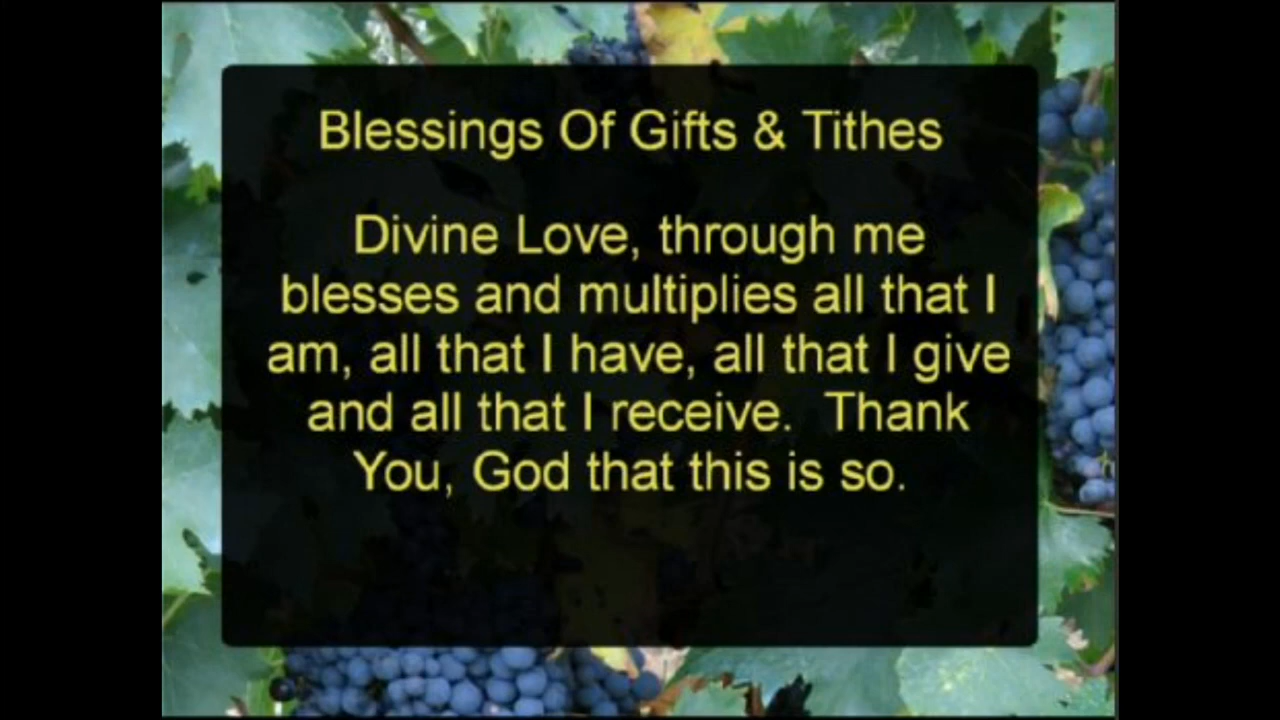 Blessings Of Gifts & Tithes
Divine Love, through me
blesses and multiplies all that I
am, all that I have, all that I give
and all that I receive.  Thank
You, God that this is so.